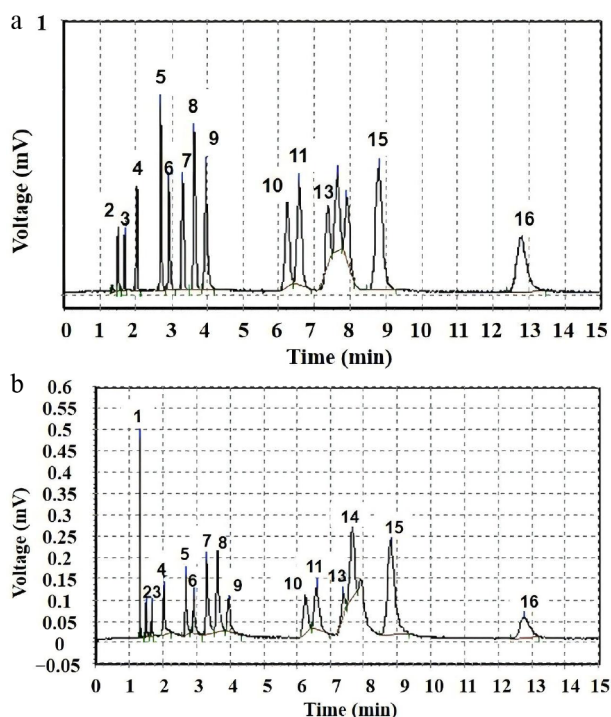 a
1
Voltage (mV)
2 3 4 5 6 7 8 9 10 11 13 15 16
0 1 2 3 4 5 6 7 8 9 10 11 12 13 14 15
Time (min)
b
0.6
0.55
0.5
0.45
0.4
0.35
0.3
0.25
0.2
0.15
0.1
0.05
0
−0.05
Voltage (mV)
1 2 3 4 5 6 7 8 9 10 11 13 14 15 16
0 1 2 3 4 5 6 7 8 9 10 11 12 13 14 15
Time (min)